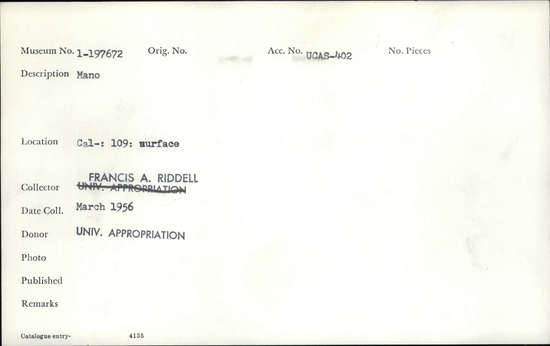 Museum No. 1-197672 Orig. No. Acc. No. UCAS-402 No. Pieces
Description Mano
Location Cal-: 109: surface
FRANCIS A. RIDDELL
Collector UNIV. APPROPRIATION
Date Coll. March 1956
Donor UNIV. APPROPRIATION
Photo
Published
Remarks
Catalogue entry- 4155